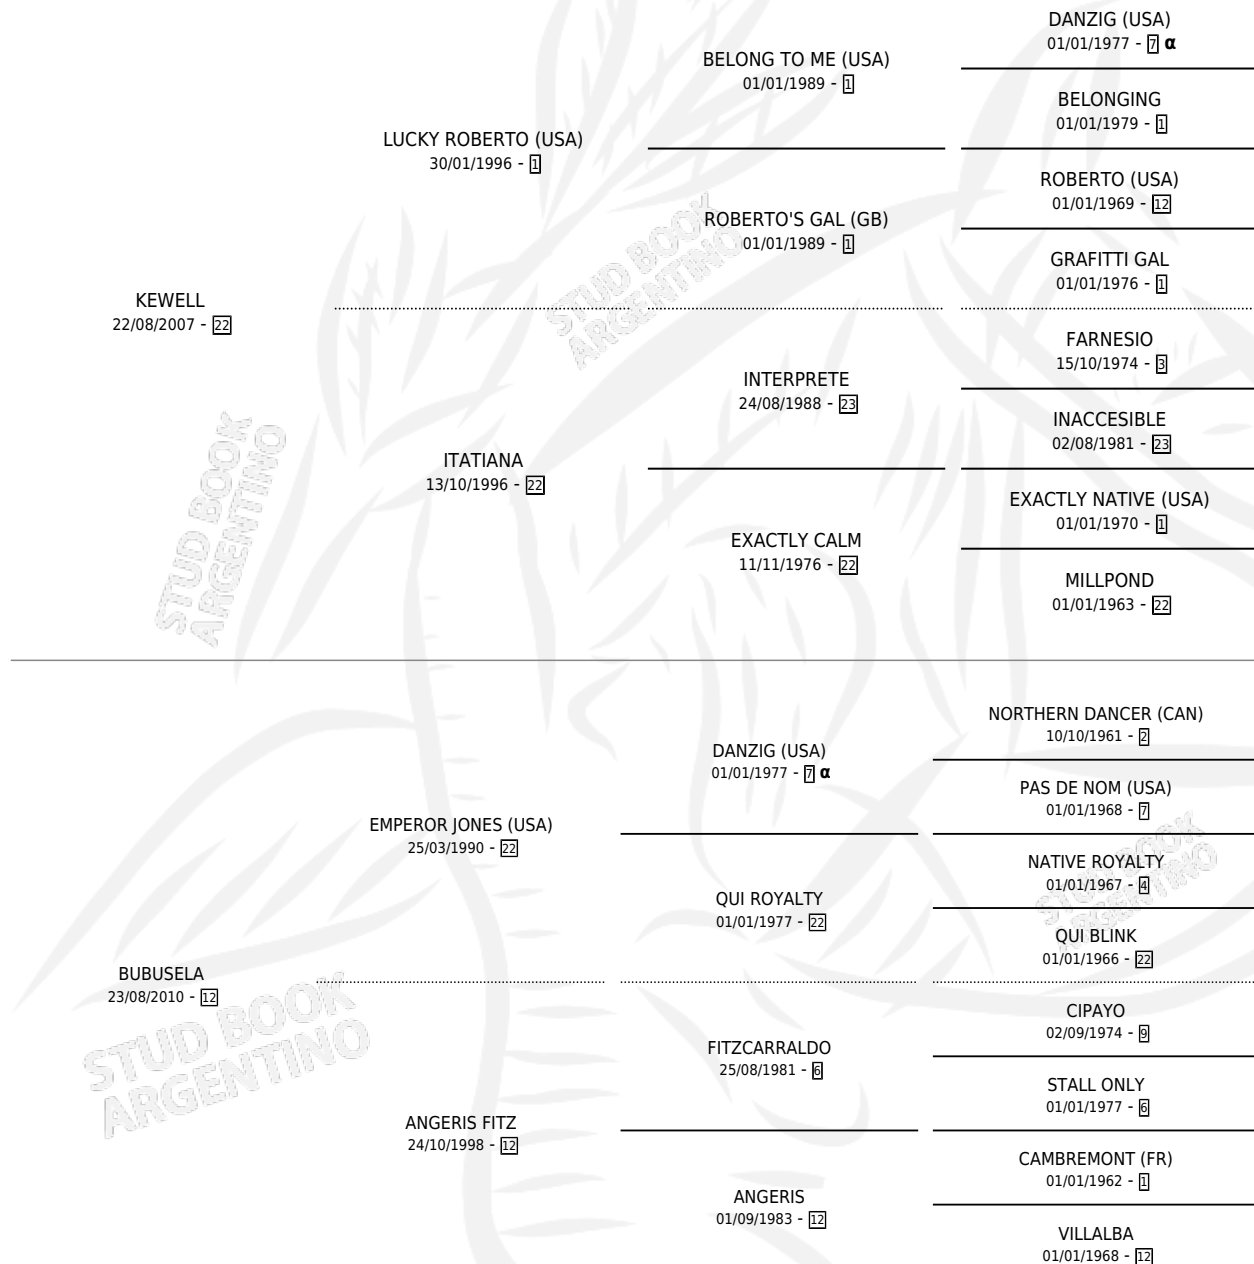 DANZIG (USA)
01/01/1977 - 7 α
BELONG TO ME (USA)
01/01/1989 - 1
BELONGING
01/01/1979 - 1
LUCKY ROBERTO (USA)
30/01/1996 - 1
ROBERTO (USA)
01/01/1969 - 12
ROBERTO'S GAL (GB)
01/01/1989 - 1
GRAFITTI GAL
01/01/1976 - 1
KEWELL
22/08/2007 - 22
FARNESIO
15/10/1974 - 3
INTERPRETE
24/08/1988 - 23
INACCESIBLE
02/08/1981 - 23
ITATIANA
13/10/1996 - 22
EXACTLY NATIVE (USA)
01/01/1970 - 1
EXACTLY CALM
11/11/1976 - 22
MILLPOND
01/01/1963 - 22
NORTHERN DANCER (CAN)
10/10/1961 - 2
DANZIG (USA)
01/01/1977 - 7 α
PAS DE NOM (USA)
01/01/1968 - 7
EMPEROR JONES (USA)
25/03/1990 - 22
NATIVE ROYALTY
01/01/1967 - 4
QUI ROYALTY
01/01/1977 - 22
QUI BLINK
01/01/1966 - 22
BUBUSELA
23/08/2010 - 12
CIPAYO
02/09/1974 - 9
FITZCARRALDO
25/08/1981 - 6
STALL ONLY
01/01/1977 - 6
ANGERIS FITZ
24/10/1998 - 12
CAMBREMONT (FR)
01/01/1962 - 1
ANGERIS
01/09/1983 - 12
VILLALBA
01/01/1968 - 12
STUD BOOK
ARGENTINO
STUD BOOK
ARGENTINO
STUD BOOK
ARGENTINO
STUD BOOK
ARGENTINO